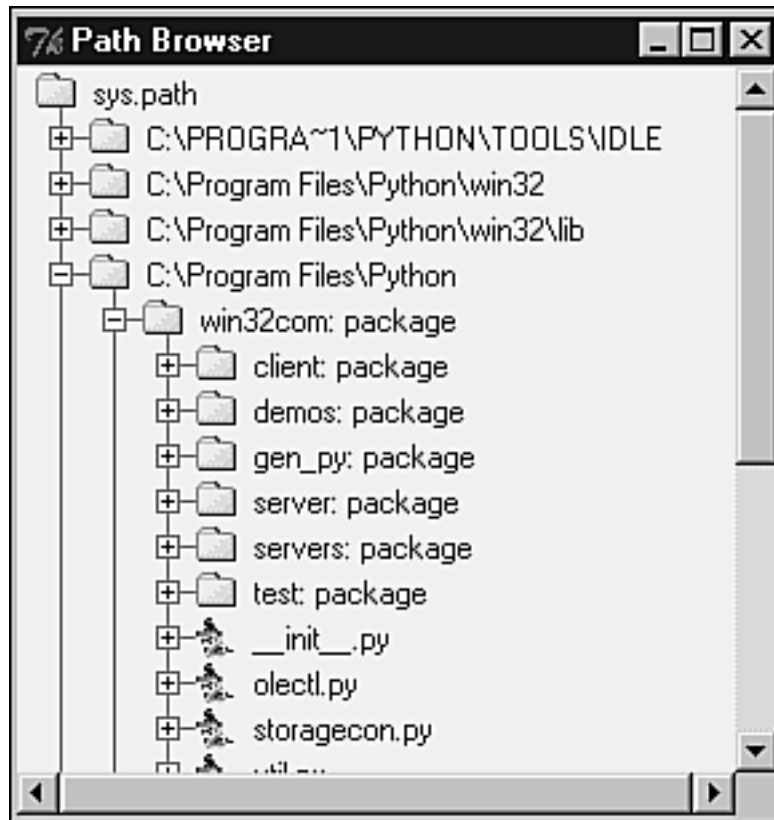 Path Browser
sys.path
C:\PROGRA~1\PYTHON\TOOLS\IDLE
C:\Program Files\Python\win32
C:\Program Files\Python\win32\lib
C:\Program Files\Python
win32com: package
client: package
demos: package
gen_py: package
server: package
servers: package
test: package
__init__.py
olectl.py
storagecon.py